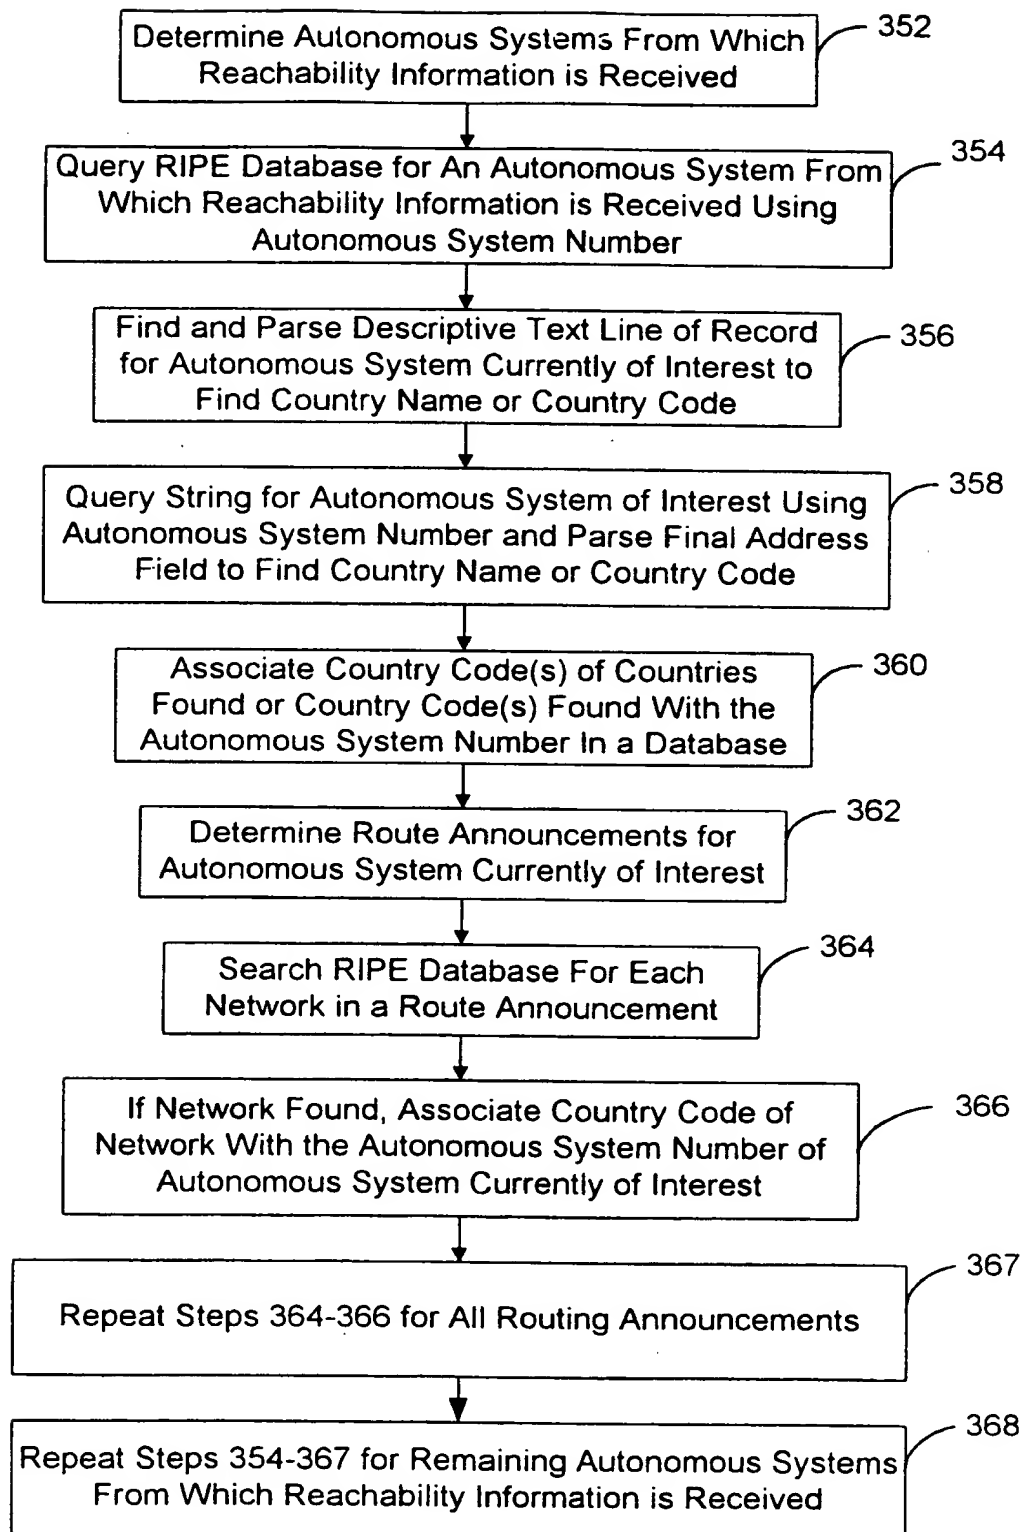 Determine Autonomous Systems From Which
Reachability Information is Received
352
Query RIPE Database for An Autonomous System From
Which Reachability Information is Received Using
Autonomous System Number
354
Find and Parse Descriptive Text Line of Record
for Autonomous System Currently of Interest to
Find Country Name or Country Code
356
Query String for Autonomous System of Interest Using
Autonomous System Number and Parse Final Address
Field to Find Country Name or Country Code
358
Associate Country Code(s) of Countries
Found or Country Code(s) Found With the
Autonomous System Number In a Database
360
Determine Route Announcements for
Autonomous System Currently of Interest
362
Search RIPE Database For Each
Network in a Route Announcement
364
If Network Found, Associate Country Code of
Network With the Autonomous System Number of
Autonomous System Currently of Interest
366
Repeat Steps 364-366 for All Routing Announcements
367
Repeat Steps 354-367 for Remaining Autonomous Systems
From Which Reachability Information is Received
368